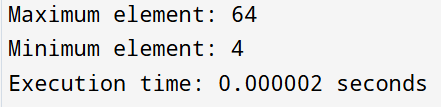 Maximum element: 64
Minimum element: 4
Execution time: 0.000002 seconds